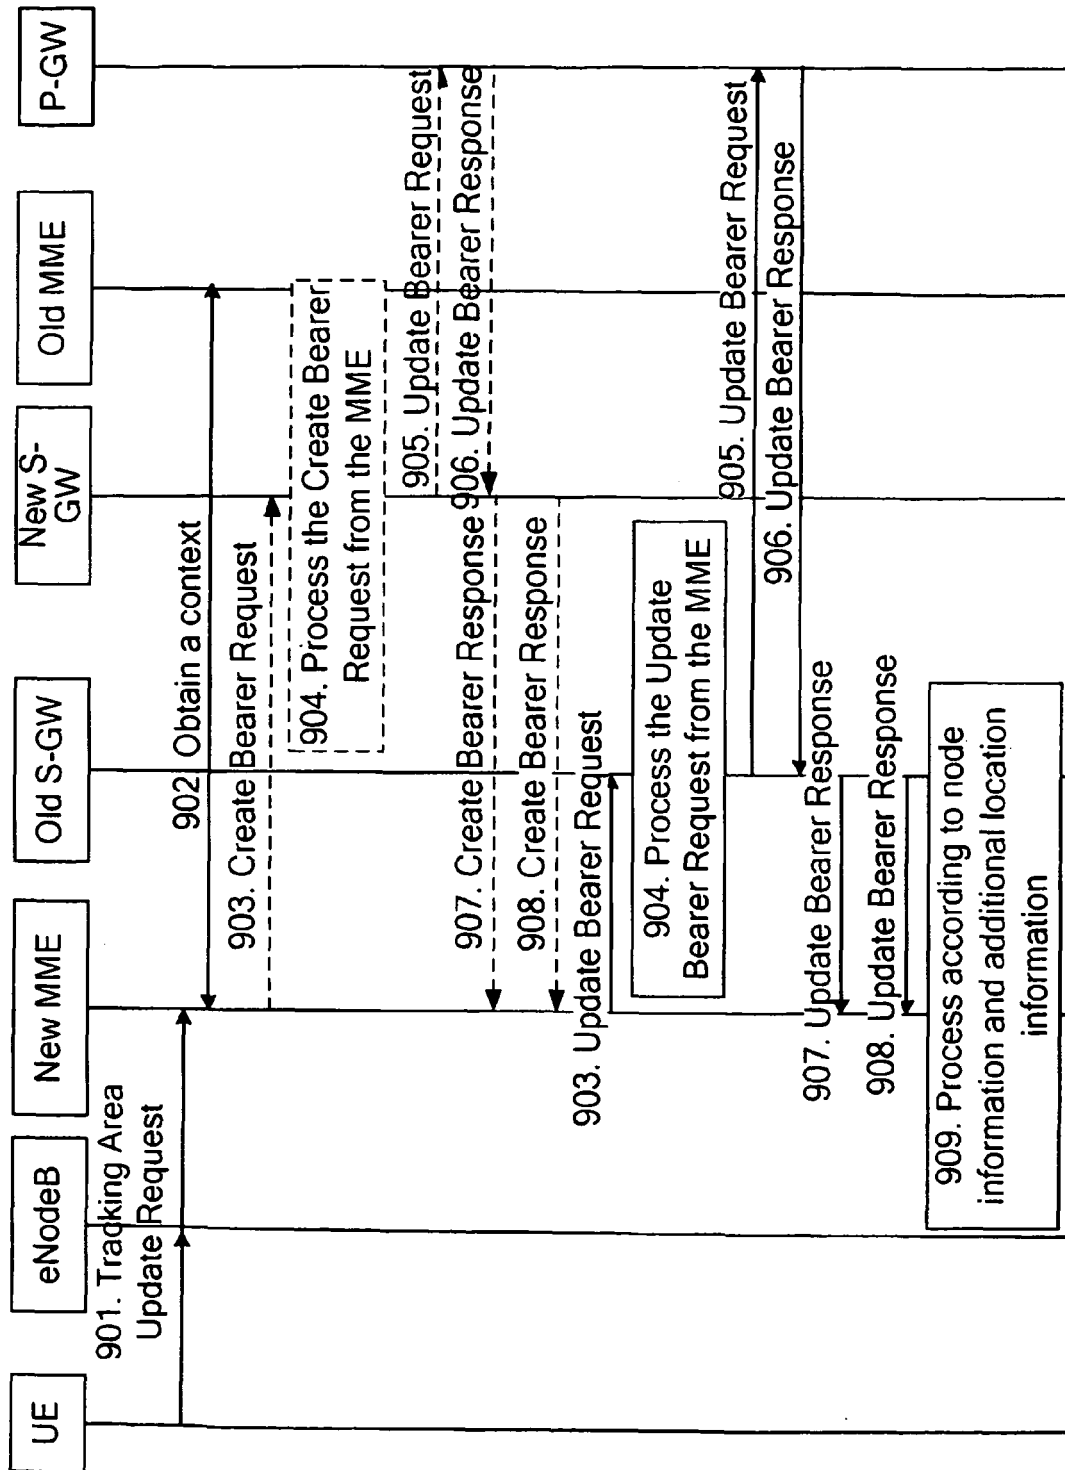 UE
eNodeB
New MME
Old S-GW
New S-
GW
Old MME
P-GW
901. Tracking Area
Update Request
902. Obtain a context
903. Create Bearer Request
904. Process the Create Bearer
Request from the MME
905. Update Bearer Request
906. Update Bearer Response
907. Create Bearer Response
908. Create Bearer Response
903. Update Bearer Request
904. Process the Update
Bearer Request from the MME
905. Update Bearer Request
906. Update Bearer Response
907. Update Bearer Response
908. Update Bearer Response
909. Process according to node
information and additional location
information